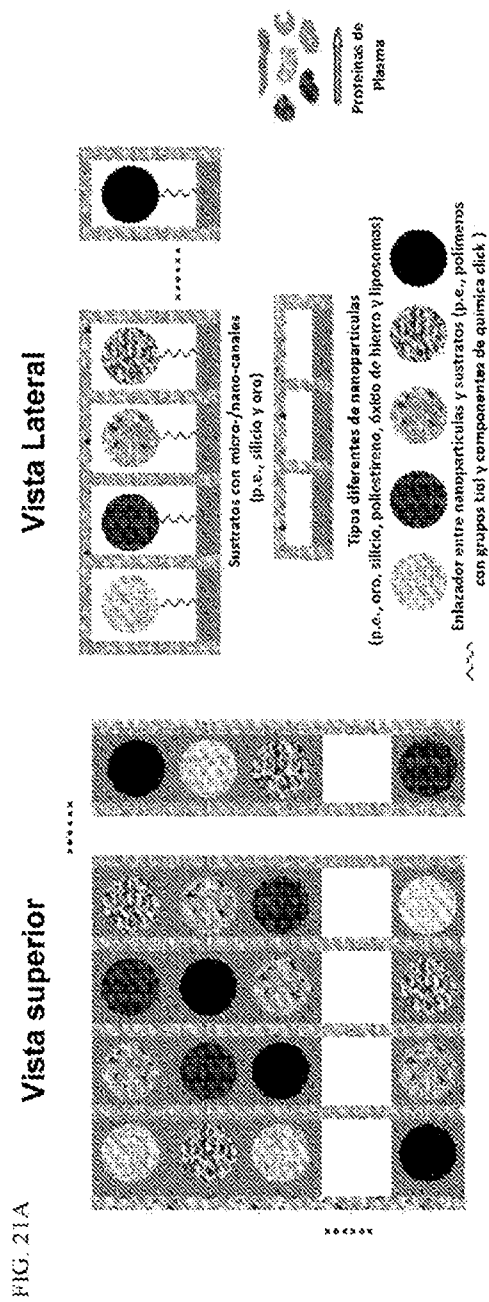 FIG. 21A
Vista superior
Vista Lateral
Sustratos con micro-/nano-canales
(p.e., silicio y oro)
Tipos diferentes de nanopartículas
(p.e., oro, silicio, poliestireno, óxido de hierro y liposomas)
Enlazador entre nanopartículas y sustratos (p.e., polímeros
con grupos tiol y componentes de química click )
Proteínas de
Plasma